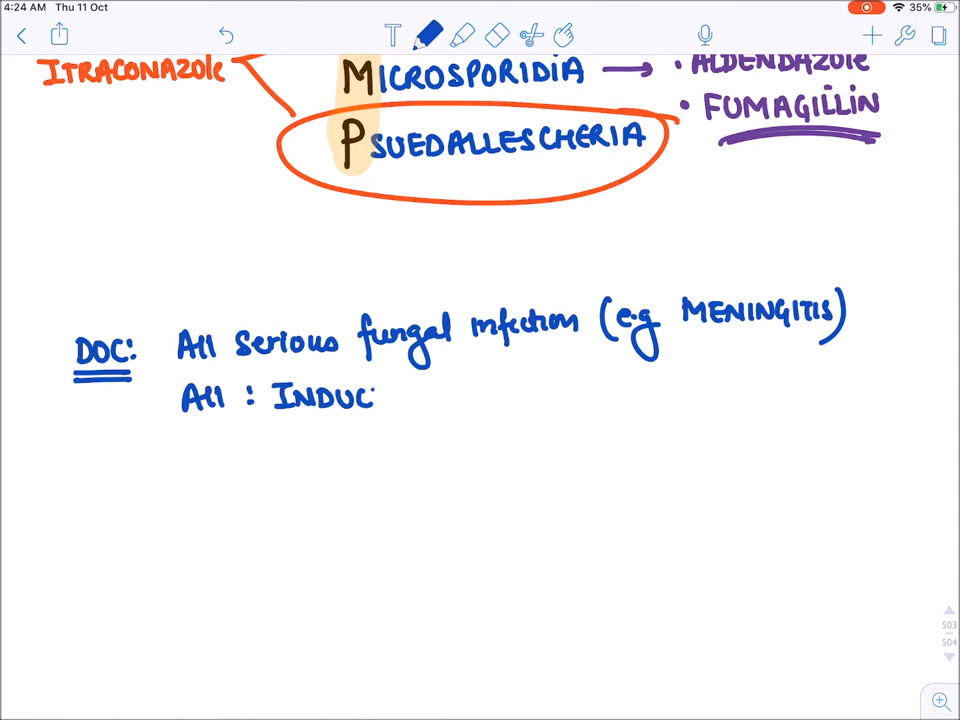 4:24 AM Thu 11 Oct 35%
T
ITRACONAZOLE
MICROSPORIDIA → • ALDENDAZOLE
• FUMAGILLIN
PSUEDALLESCHERIA
DOC: All Serious fungal infection (e.g MENINGITIS)
All : INDUC
503
504